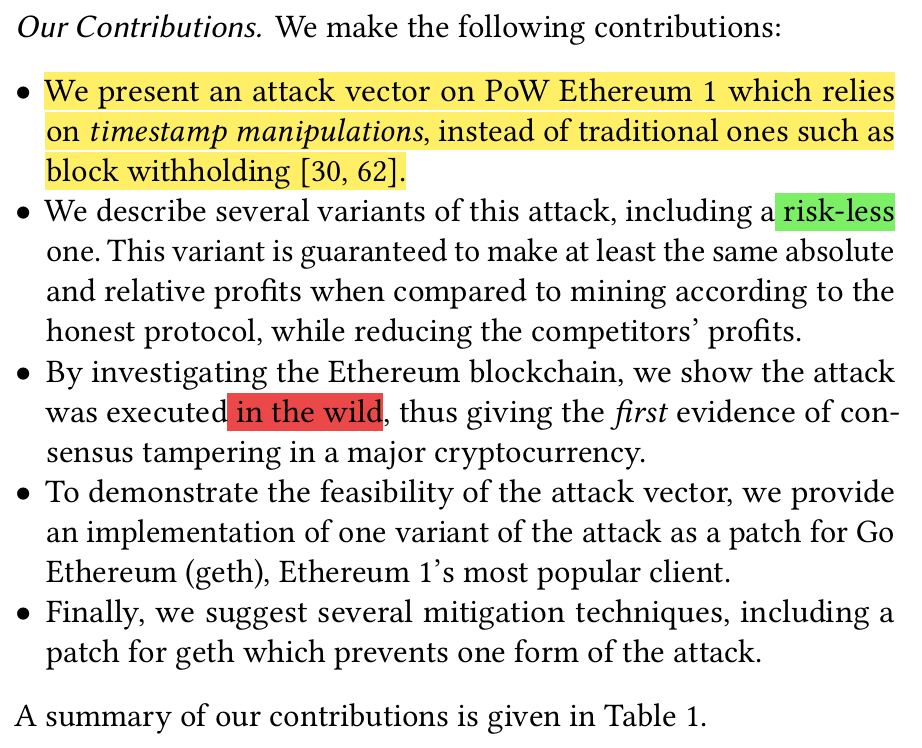 Our Contributions. We make the following contributions:
• We present an attack vector on PoW Ethereum 1 which relies
on timestamp manipulations, instead of traditional ones such as
block withholding [30, 62].
• We describe several variants of this attack, including a risk-less
one. This variant is guaranteed to make at least the same absolute
and relative profits when compared to mining according to the
honest protocol, while reducing the competitors’ profits.
• By investigating the Ethereum blockchain, we show the attack
was executed in the wild, thus giving the first evidence of con-
sensus tampering in a major cryptocurrency.
• To demonstrate the feasibility of the attack vector, we provide
an implementation of one variant of the attack as a patch for Go
Ethereum (geth), Ethereum 1’s most popular client.
• Finally, we suggest several mitigation techniques, including a
patch for geth which prevents one form of the attack.
A summary of our contributions is given in Table 1.